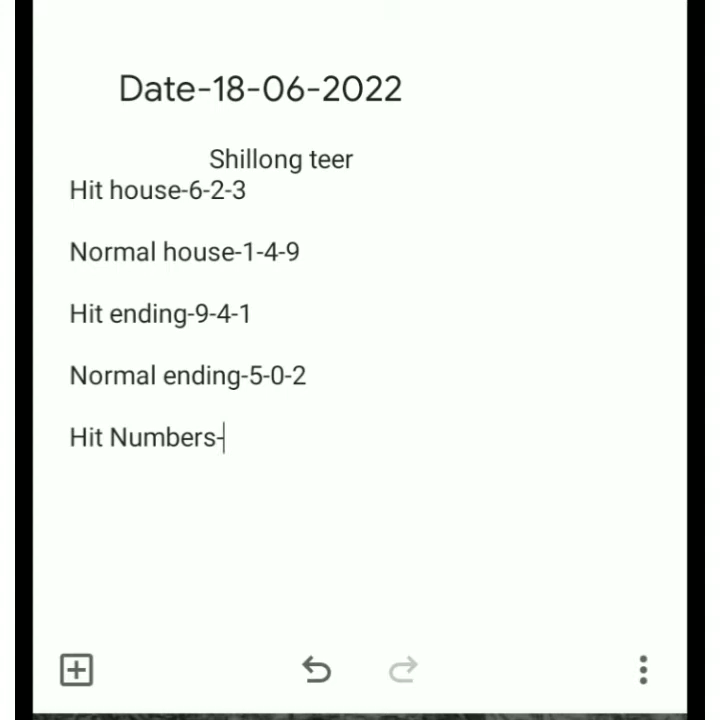 Date-18-06-2022
Shillong teer
Hit house-6-2-3
Normal house-1-4-9
Hit ending-9-4-1
Normal ending-5-0-2
Hit Numbers-